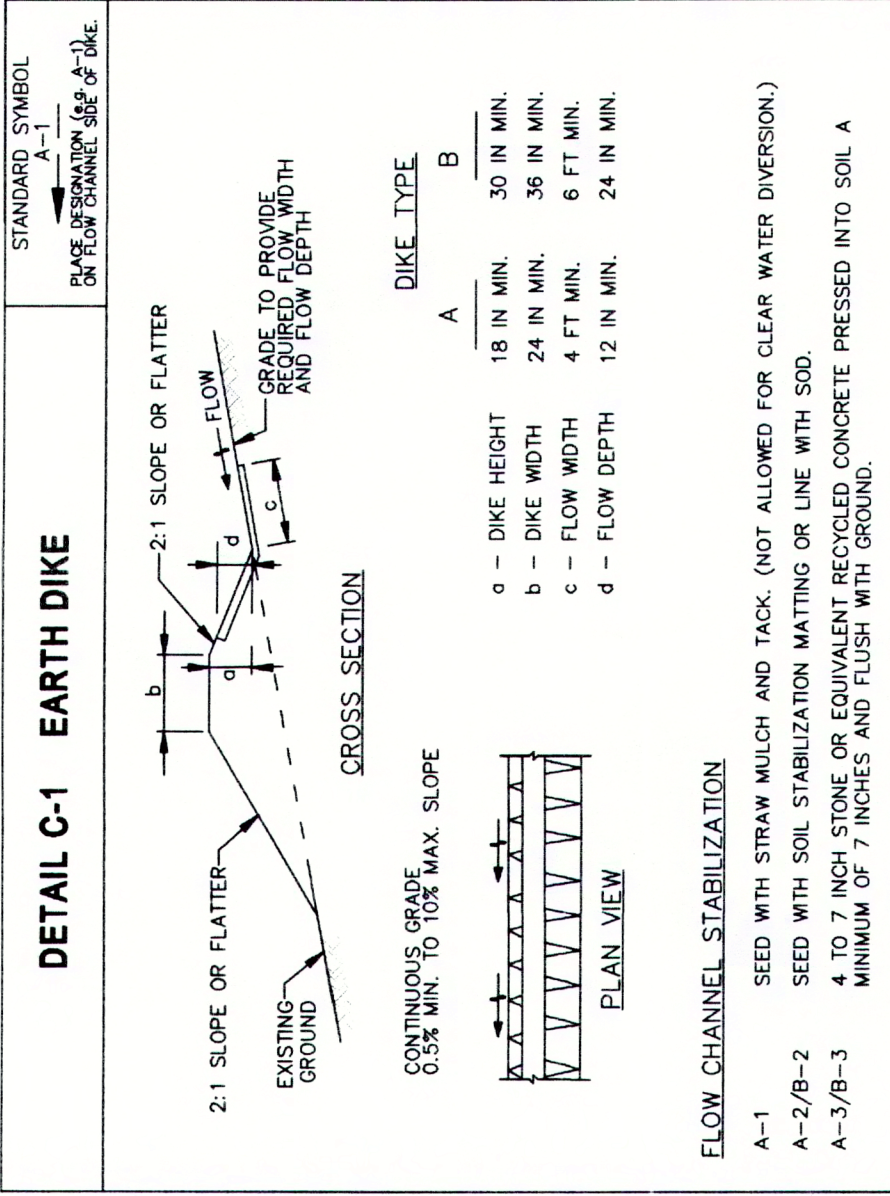 DETAIL C-1 EARTH DIKE
STANDARD SYMBOL
A-1
PLACE DESIGNATION (e.g. A-1)
ON FLOW CHANNEL SIDE OF DIKE.
2:1 SLOPE OR FLATTER
b
2:1 SLOPE OR FLATTER
a
d
FLOW
c
GRADE TO PROVIDE
REQUIRED FLOW WIDTH
AND FLOW DEPTH
EXISTING
GROUND
CROSS SECTION
CONTINUOUS GRADE
0.5% MIN. TO 10% MAX. SLOPE
PLAN VIEW
DIKE TYPE
A B
a - DIKE HEIGHT 18 IN MIN. 30 IN MIN.
b - DIKE WIDTH 24 IN MIN. 36 IN MIN.
c - FLOW WIDTH 4 FT MIN. 6 FT MIN.
d - FLOW DEPTH 12 IN MIN. 24 IN MIN.
FLOW CHANNEL STABILIZATION
A-1 SEED WITH STRAW MULCH AND TACK. (NOT ALLOWED FOR CLEAR WATER DIVERSION.)
A-2/B-2 SEED WITH SOIL STABILIZATION MATTING OR LINE WITH SOD.
A-3/B-3 4 TO 7 INCH STONE OR EQUIVALENT RECYCLED CONCRETE PRESSED INTO SOIL A
MINIMUM OF 7 INCHES AND FLUSH WITH GROUND.